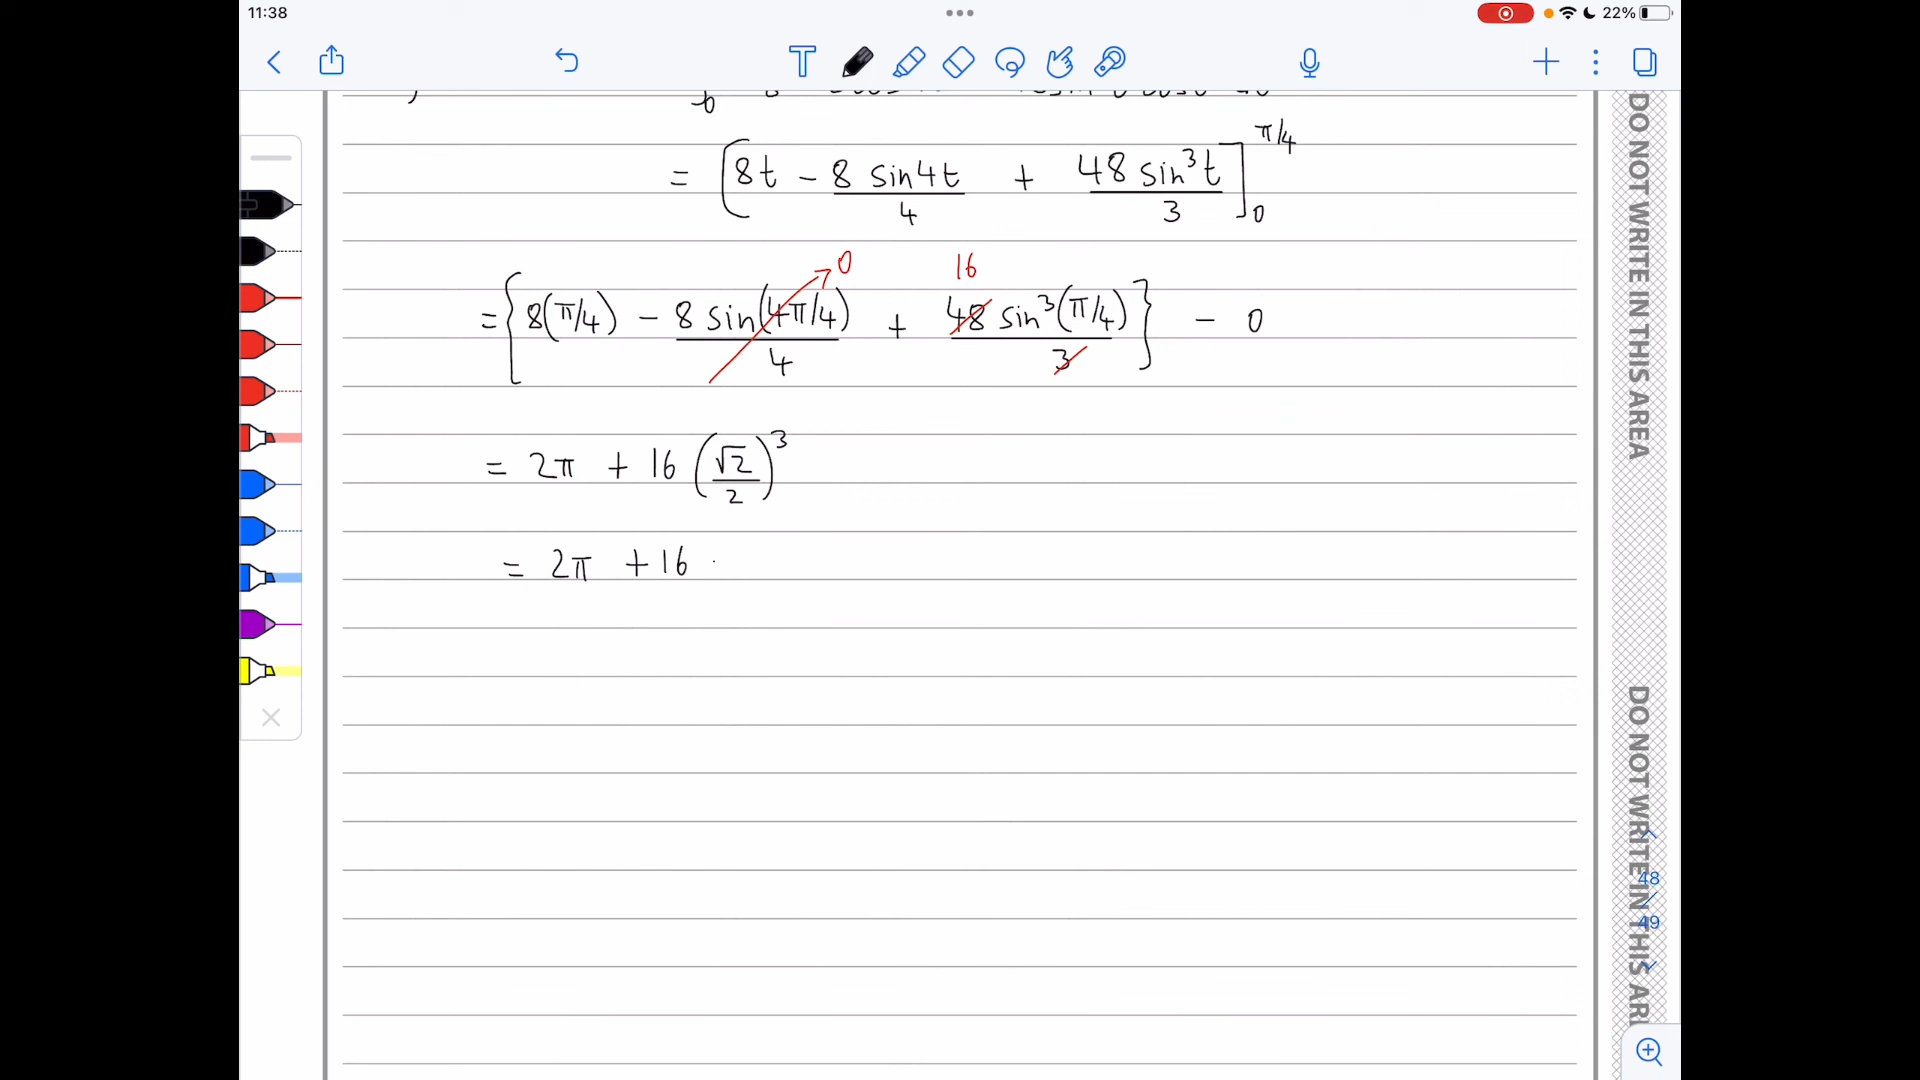 11:38
22%
= [8t - 8 sin4t/4 + 48 sin³t/3]₀^π/4
= {8(π/4) - 8 sin(4π/4)/4 + 48 sin³(π/4)/3} - 0
0
16
= 2π + 16 (√2/2)³
= 2π + 16
DO NOT WRITE IN THIS AREA
DO NOT WRITE IN THIS AR
48
49